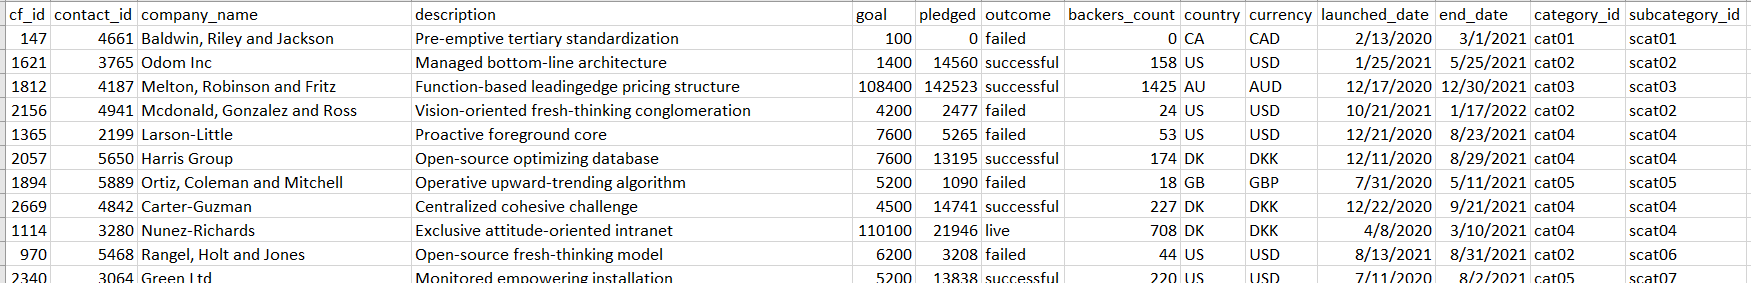 cf_id contact_id company_name description goal pledged outcome backers_count country currency launched_date end_date category_id subcategory_id
147 4661 Baldwin, Riley and Jackson Pre-emptive tertiary standardization 100 0 failed 0 CA CAD 2/13/2020 3/1/2021 cat01 scat01
1621 3765 Odom Inc Managed bottom-line architecture 1400 14560 successful 158 US USD 1/25/2021 5/25/2021 cat02 scat02
1812 4187 Melton, Robinson and Fritz Function-based leadingedge pricing structure 108400 142523 successful 1425 AU AUD 12/17/2020 12/30/2021 cat03 scat03
2156 4941 Mcdonald, Gonzalez and Ross Vision-oriented fresh-thinking conglomeration 4200 2477 failed 24 US USD 10/21/2021 1/17/2022 cat02 scat02
1365 2199 Larson-Little Proactive foreground core 7600 5265 failed 53 US USD 12/21/2020 8/23/2021 cat04 scat04
2057 5650 Harris Group Open-source optimizing database 7600 13195 successful 174 DK DKK 12/11/2020 8/29/2021 cat04 scat04
1894 5889 Ortiz, Coleman and Mitchell Operative upward-trending algorithm 5200 1090 failed 18 GB GBP 7/31/2020 5/11/2021 cat05 scat05
2669 4842 Carter-Guzman Centralized cohesive challenge 4500 14741 successful 227 DK DKK 12/22/2020 9/21/2021 cat04 scat04
1114 3280 Nunez-Richards Exclusive attitude-oriented intranet 110100 21946 live 708 DK DKK 4/8/2020 3/10/2021 cat04 scat04
970 5468 Rangel, Holt and Jones Open-source fresh-thinking model 6200 3208 failed 44 US USD 8/13/2021 8/31/2021 cat02 scat06
2340 3064 Green Ltd Monitored empowering installation 5200 13838 successful 220 US USD 7/11/2020 8/2/2021 cat05 scat07